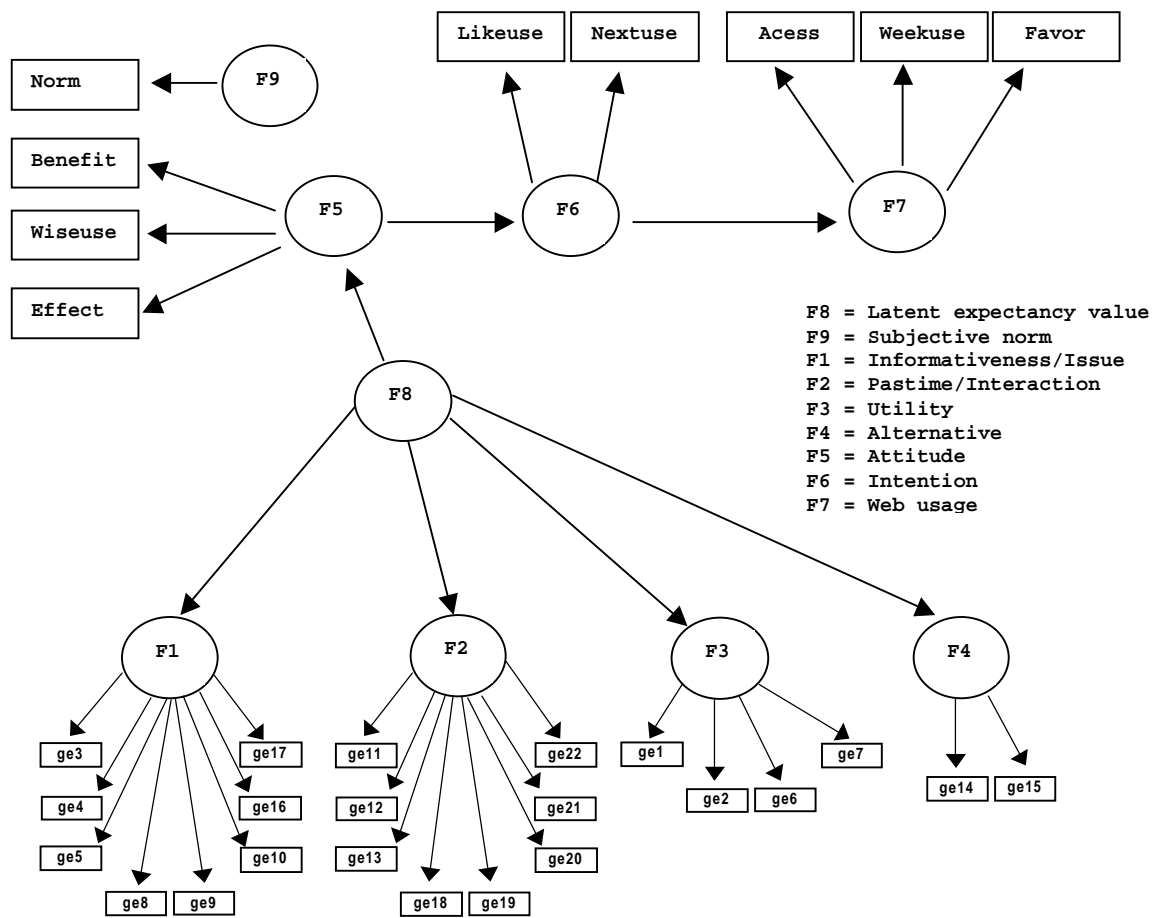 Likeuse Nextuse Acess Weekuse Favor
Norm F9
Benefit
F5 F6 F7
Wiseuse
Effect
F8 = Latent expectancy value
F9 = Subjective norm
F1 = Informativeness/Issue
F2 = Pastime/Interaction
F3 = Utility
F4 = Alternative
F5 = Attitude
F6 = Intention
F7 = Web usage
F8
F1 F2 F3 F4
ge3 ge17 ge11 ge22 ge1 ge7
ge4 ge16 ge12 ge21 ge2 ge6 ge14 ge15
ge5 ge10 ge13 ge20
ge8 ge9 ge18 ge19